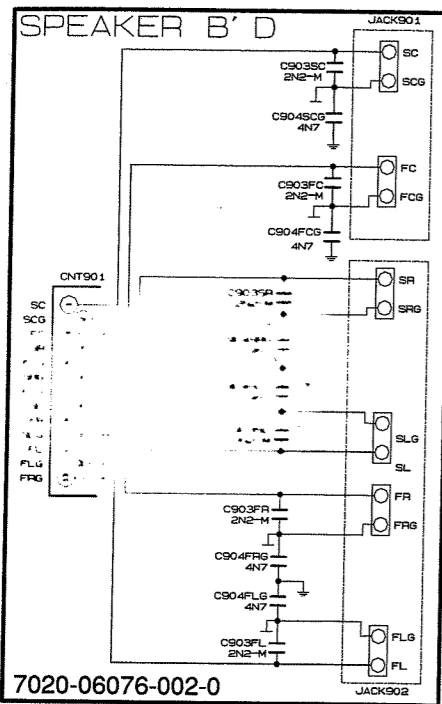 SPEAKER B'D
JACK901
C903SC
2N2-M
SC
SCG
C904SCG
4N7
C903FC
2N2-M
FC
FCG
C904FCG
4N7
CNT901
SC
SCG
FLG
FRG
C903SR
SR
SRG
SLG
SL
C903FR
2N2-M
FR
FRG
C904FRG
4N7
C904FLG
4N7
C903FL
2N2-M
FLG
FL
7020-06076-002-0
JACK902